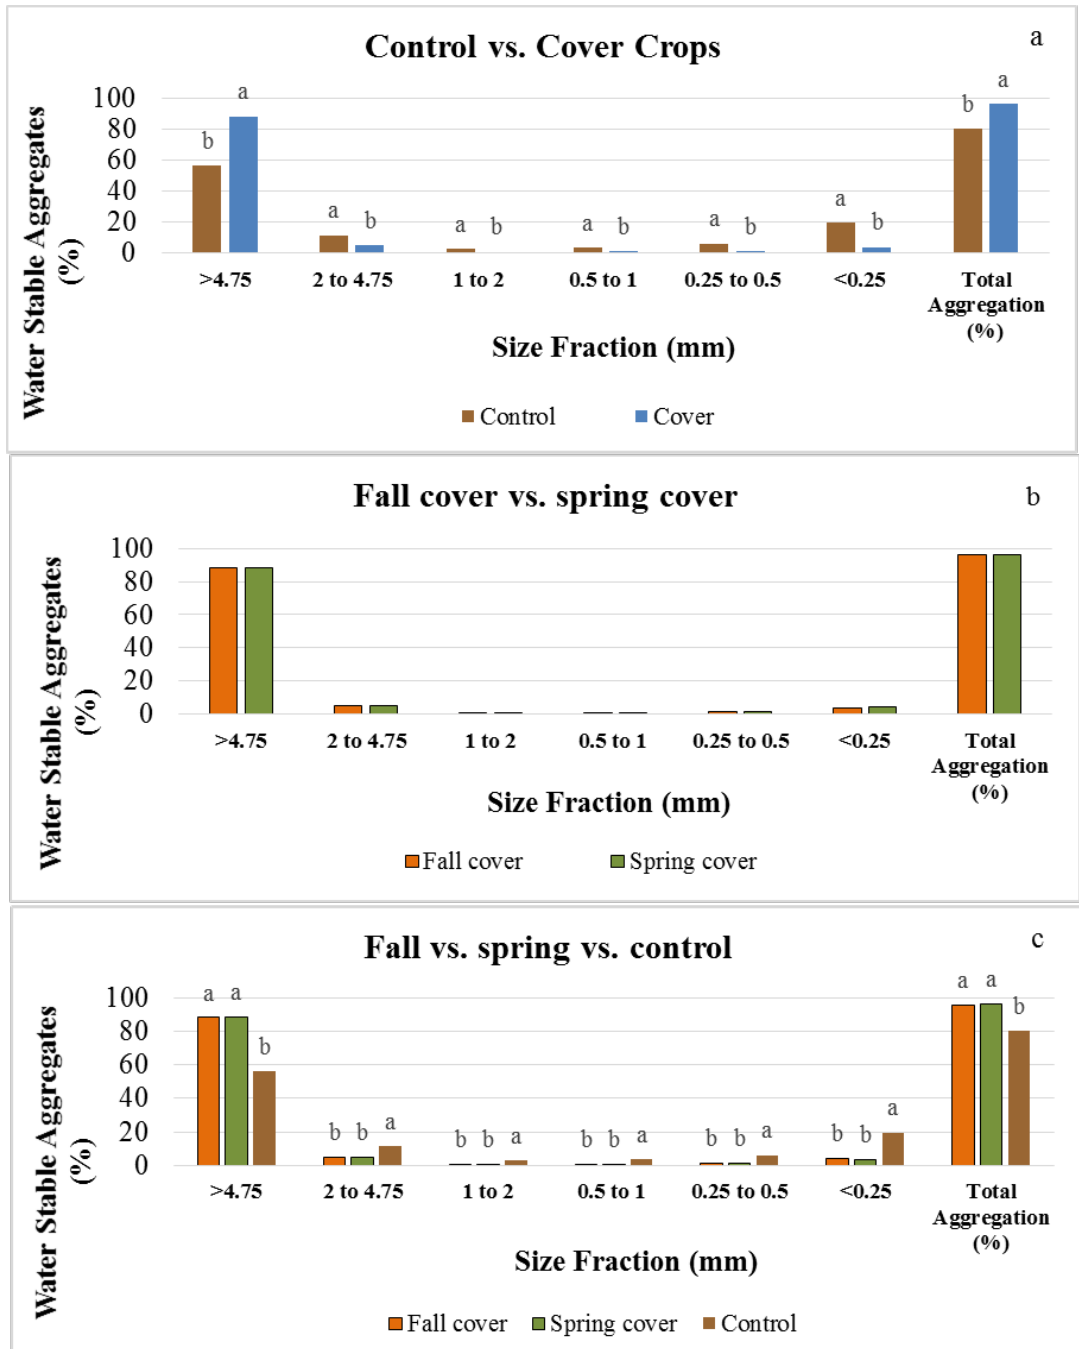 Control vs. Cover Crops
a
Water Stable Aggregates
(%)
100
80
60
40
20
0
b a
a b
a b
a b
a b
a b
b a
>4.75 2 to 4.75 1 to 2 0.5 to 1 0.25 to 0.5 <0.25 Total
Aggregation
(%)
Size Fraction (mm)
Control Cover
Fall cover vs. spring cover
b
Water Stable Aggregates
(%)
100
80
60
40
20
0
>4.75 2 to 4.75 1 to 2 0.5 to 1 0.25 to 0.5 <0.25 Total
Aggregation
(%)
Size Fraction (mm)
Fall cover Spring cover
Fall vs. spring vs. control
c
Water Stable Aggregates
(%)
100
80
60
40
20
0
a a b
b b a
b b a
b b a
b b a
b b a
a a b
>4.75 2 to 4.75 1 to 2 0.5 to 1 0.25 to 0.5 <0.25 Total
Aggregation
(%)
Size Fraction (mm)
Fall cover Spring cover Control